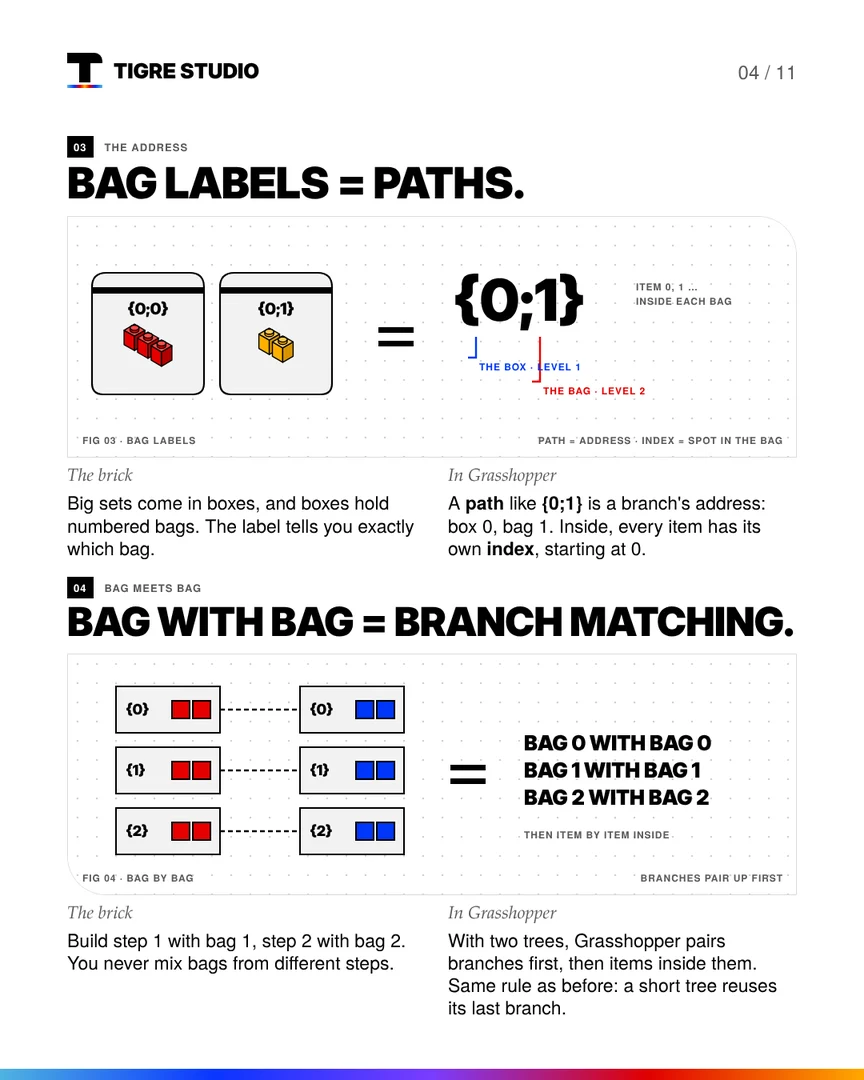 TIGRE STUDIO
04 / 11
03 THE ADDRESS
BAG LABELS = PATHS.
{0;0}
{0;1}
=
{0;1}
ITEM 0, 1 ...
INSIDE EACH BAG
THE BOX · LEVEL 1
THE BAG · LEVEL 2
FIG 03 · BAG LABELS
PATH = ADDRESS · INDEX = SPOT IN THE BAG
The brick
Big sets come in boxes, and boxes hold
numbered bags. The label tells you exactly
which bag.
In Grasshopper
A path like {0;1} is a branch's address:
box 0, bag 1. Inside, every item has its
own index, starting at 0.
04 BAG MEETS BAG
BAG WITH BAG = BRANCH MATCHING.
{0} {0}
{1} {1}
{2} {2}
=
BAG 0 WITH BAG 0
BAG 1 WITH BAG 1
BAG 2 WITH BAG 2
THEN ITEM BY ITEM INSIDE
FIG 04 · BAG BY BAG
BRANCHES PAIR UP FIRST
The brick
Build step 1 with bag 1, step 2 with bag 2.
You never mix bags from different steps.
In Grasshopper
With two trees, Grasshopper pairs
branches first, then items inside them.
Same rule as before: a short tree reuses
its last branch.